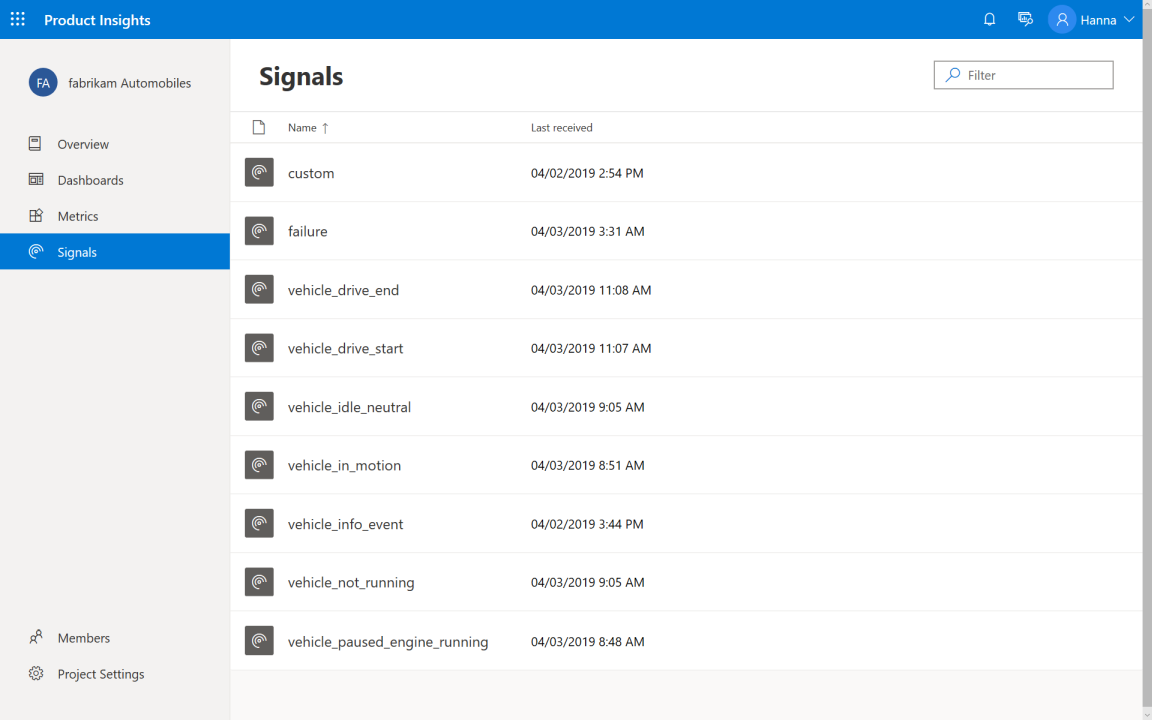 Product Insights
Hanna
FA fabrikam Automobiles
Overview
Dashboards
Metrics
Signals
Members
Project Settings
Signals
Filter
Name ↑ Last received
custom 04/02/2019 2:54 PM
failure 04/03/2019 3:31 AM
vehicle_drive_end 04/03/2019 11:08 AM
vehicle_drive_start 04/03/2019 11:07 AM
vehicle_idle_neutral 04/03/2019 9:05 AM
vehicle_in_motion 04/03/2019 8:51 AM
vehicle_info_event 04/02/2019 3:44 PM
vehicle_not_running 04/03/2019 9:05 AM
vehicle_paused_engine_running 04/03/2019 8:48 AM